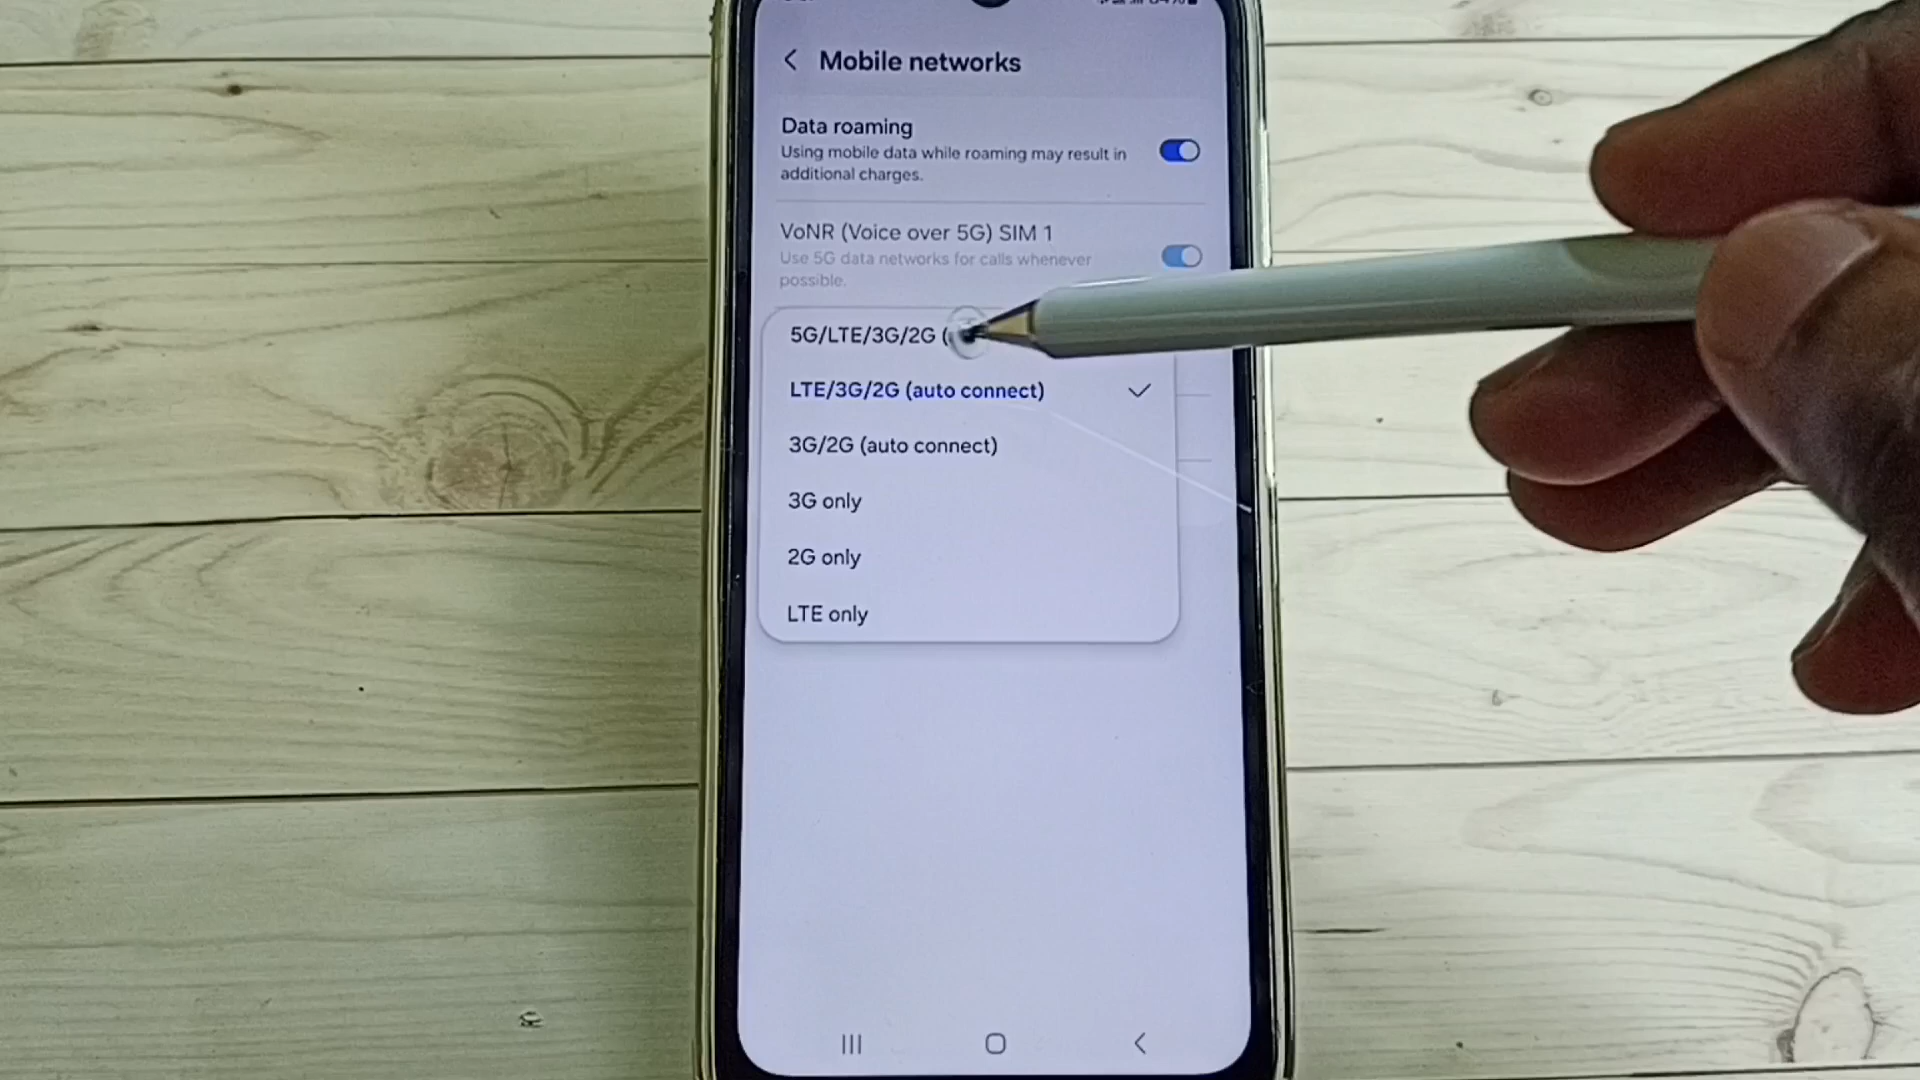 Mobile networks
Data roaming
Using mobile data while roaming may result in
additional charges.
VoNR (Voice over 5G) SIM 1
Use 5G data networks for calls whenever
possible.
5G/LTE/3G/2G (
LTE/3G/2G (auto connect)
3G/2G (auto connect)
3G only
2G only
LTE only